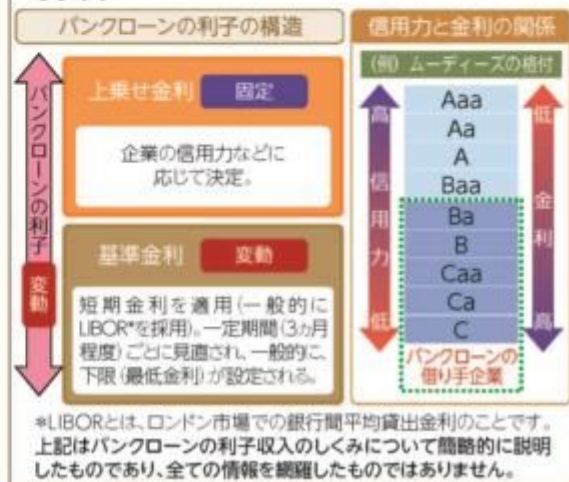 バンクローンの利子の構造
バンクローンの利子
変動
上乗せ金利 固定
企業の信用力などに
応じて決定。
基準金利 変動
短期金利を適用(一般的に
LIBOR*を採用)。一定期間(3ヵ月
程度)ごとに見直され、一般的に、
下限(最低金利)が設定される。
信用力と金利の関係
(例) ムーディーズの格付
高 信用力 低
Aaa
Aa
A
Baa
Ba
B
Caa
Ca
C
低 金利 高
バンクローンの
借り手企業
*LIBORとは、ロンドン市場での銀行間平均貸出金利のことです。
上記はバンクローンの利子収入のしくみについて簡略的に説明
したものであり、全ての情報を網羅したものではありません。